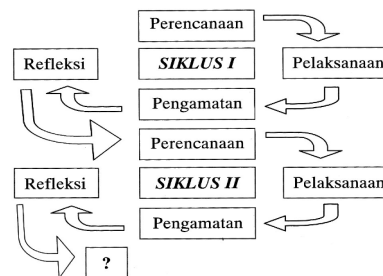 Perencanaan
Refleksi
SIKLUS I
Pelaksanaan
Pengamatan
Perencanaan
Refleksi
SIKLUS II
Pelaksanaan
Pengamatan
?